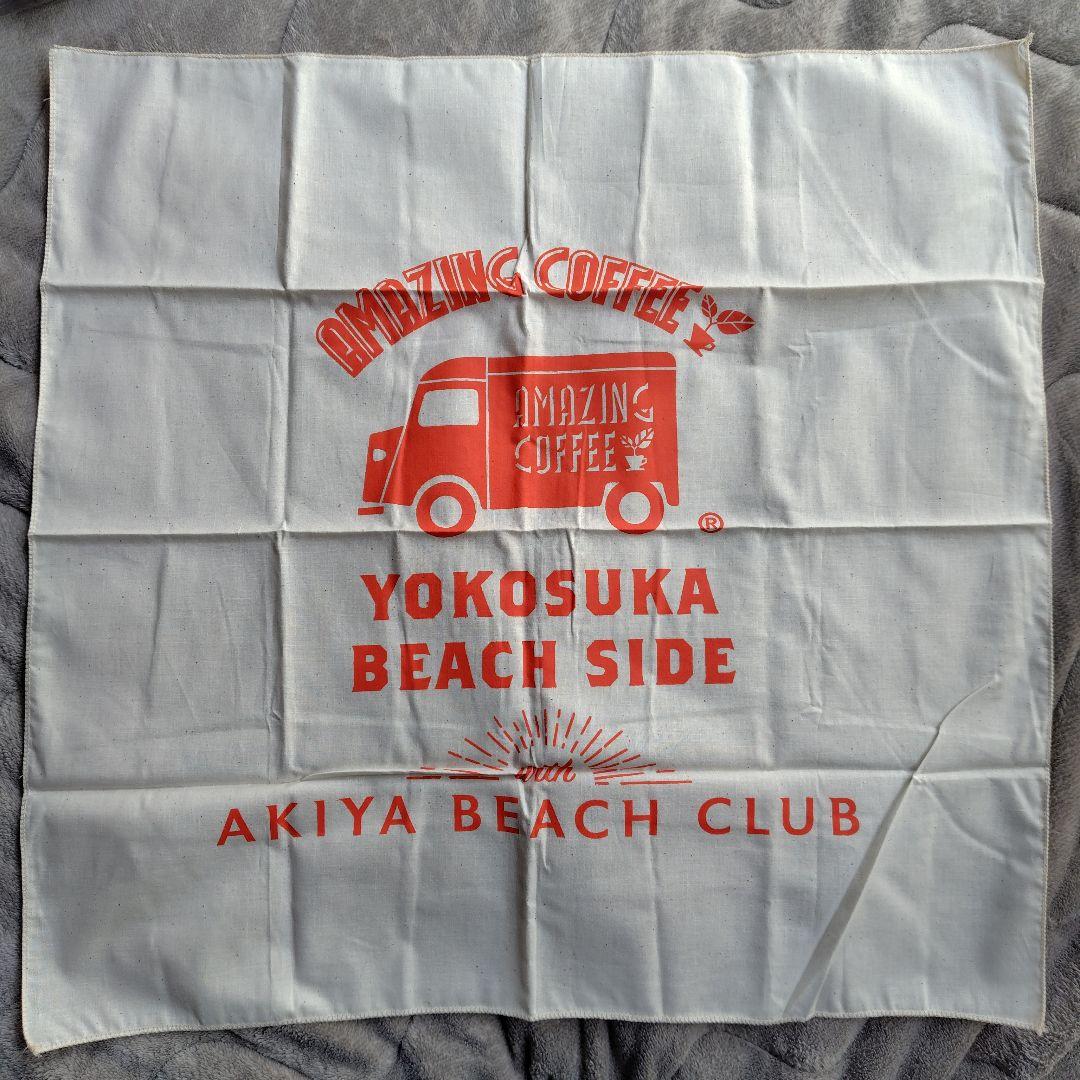 AMAZING COFFEE
AMAZING
COFFEE
®
YOKOSUKA
BEACH SIDE
with
AKIYA BEACH CLUB